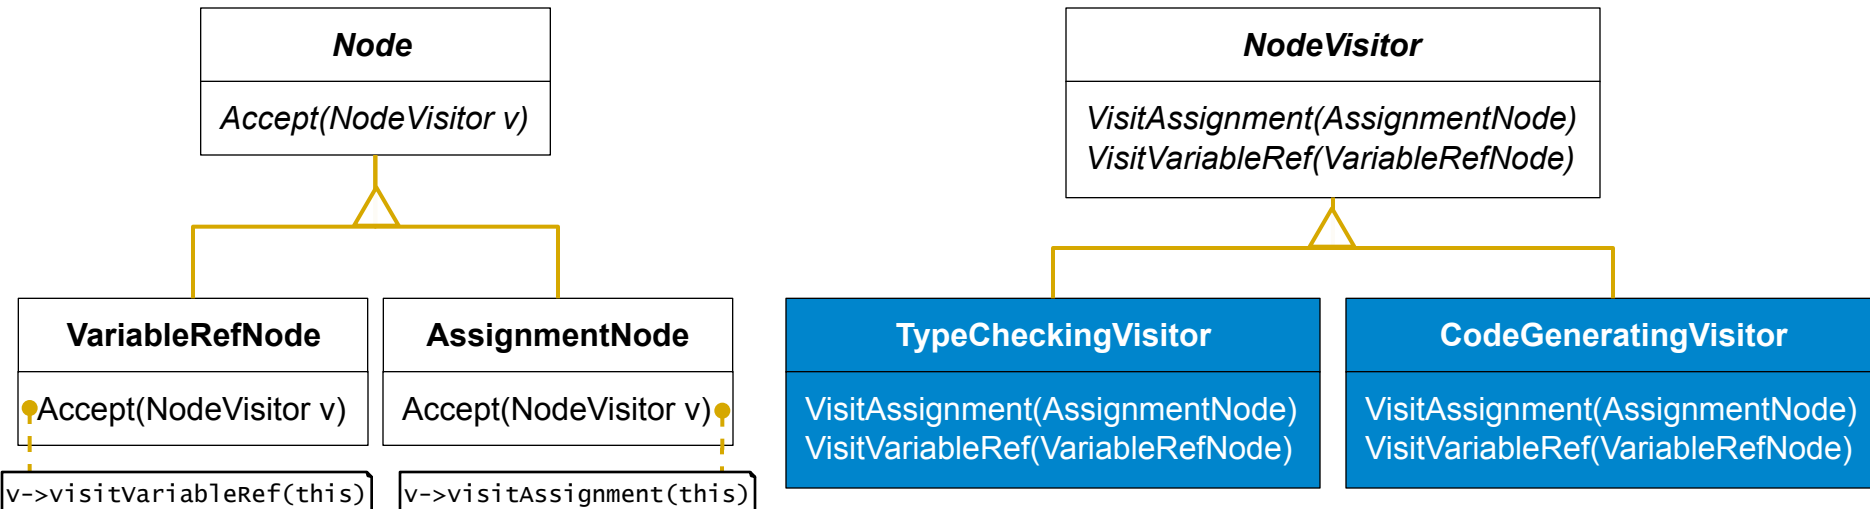 Node
Accept(NodeVisitor v)
NodeVisitor
VisitAssignment(AssignmentNode)
VisitVariableRef(VariableRefNode)
VariableRefNode
Accept(NodeVisitor v)
v->visitVariableRef(this)
AssignmentNode
Accept(NodeVisitor v)
v->visitAssignment(this)
TypeCheckingVisitor
VisitAssignment(AssignmentNode)
VisitVariableRef(VariableRefNode)
CodeGeneratingVisitor
VisitAssignment(AssignmentNode)
VisitVariableRef(VariableRefNode)